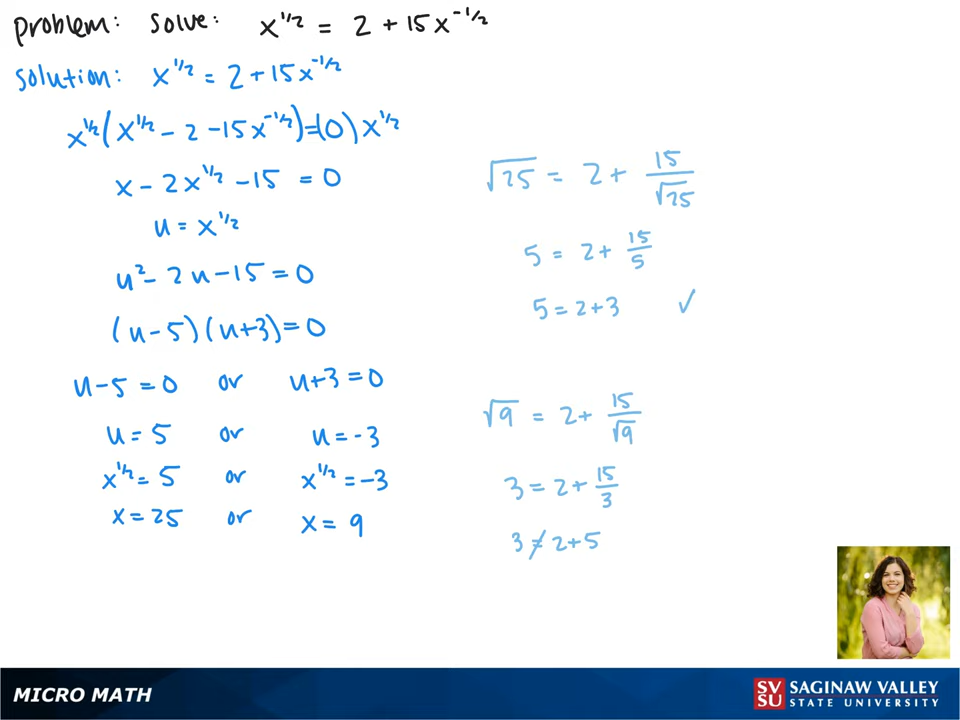 problem: solve: x^1/2 = 2 + 15x^-1/2
solution: x^1/2 = 2 + 15x^-1/2
x^1/2(x^1/2 - 2 - 15x^-1/2) = (0)x^1/2
x - 2x^1/2 - 15 = 0
u = x^1/2
u^2 - 2u - 15 = 0
(u - 5)(u + 3) = 0
u - 5 = 0 or u + 3 = 0
u = 5 or u = -3
x^1/2 = 5 or x^1/2 = -3
x = 25 or x = 9
√25 = 2 + 15/√25
5 = 2 + 15/5
5 = 2 + 3 ✓
√9 = 2 + 15/√9
3 = 2 + 15/3
3 ≠ 2 + 5
MICRO MATH
SV
SU
SAGINAW VALLEY
STATE UNIVERSITY